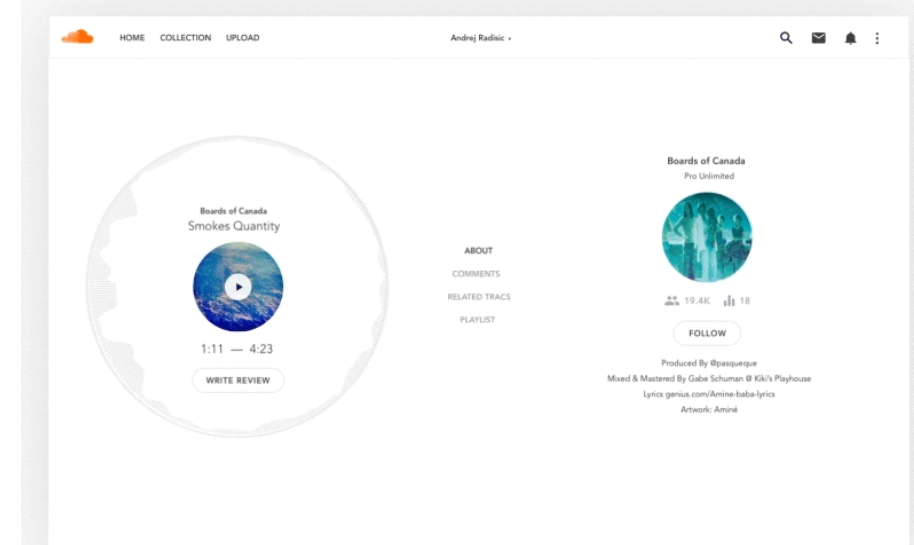 HOME COLLECTION UPLOAD Andrej Radisic
Boards of Canada
Smokes Quantity
1:11 — 4:23
WRITE REVIEW
ABOUT
COMMENTS
RELATED TRACS
PLAYLIST
Boards of Canada
Pro Unlimited
19.4K 18
FOLLOW
Produced By @pasqueque
Mixed & Mastered By Gabe Schuman @ Kiki's Playhouse
Lyrics genius.com/Amine-baba-lyrics
Artwork: Aminé